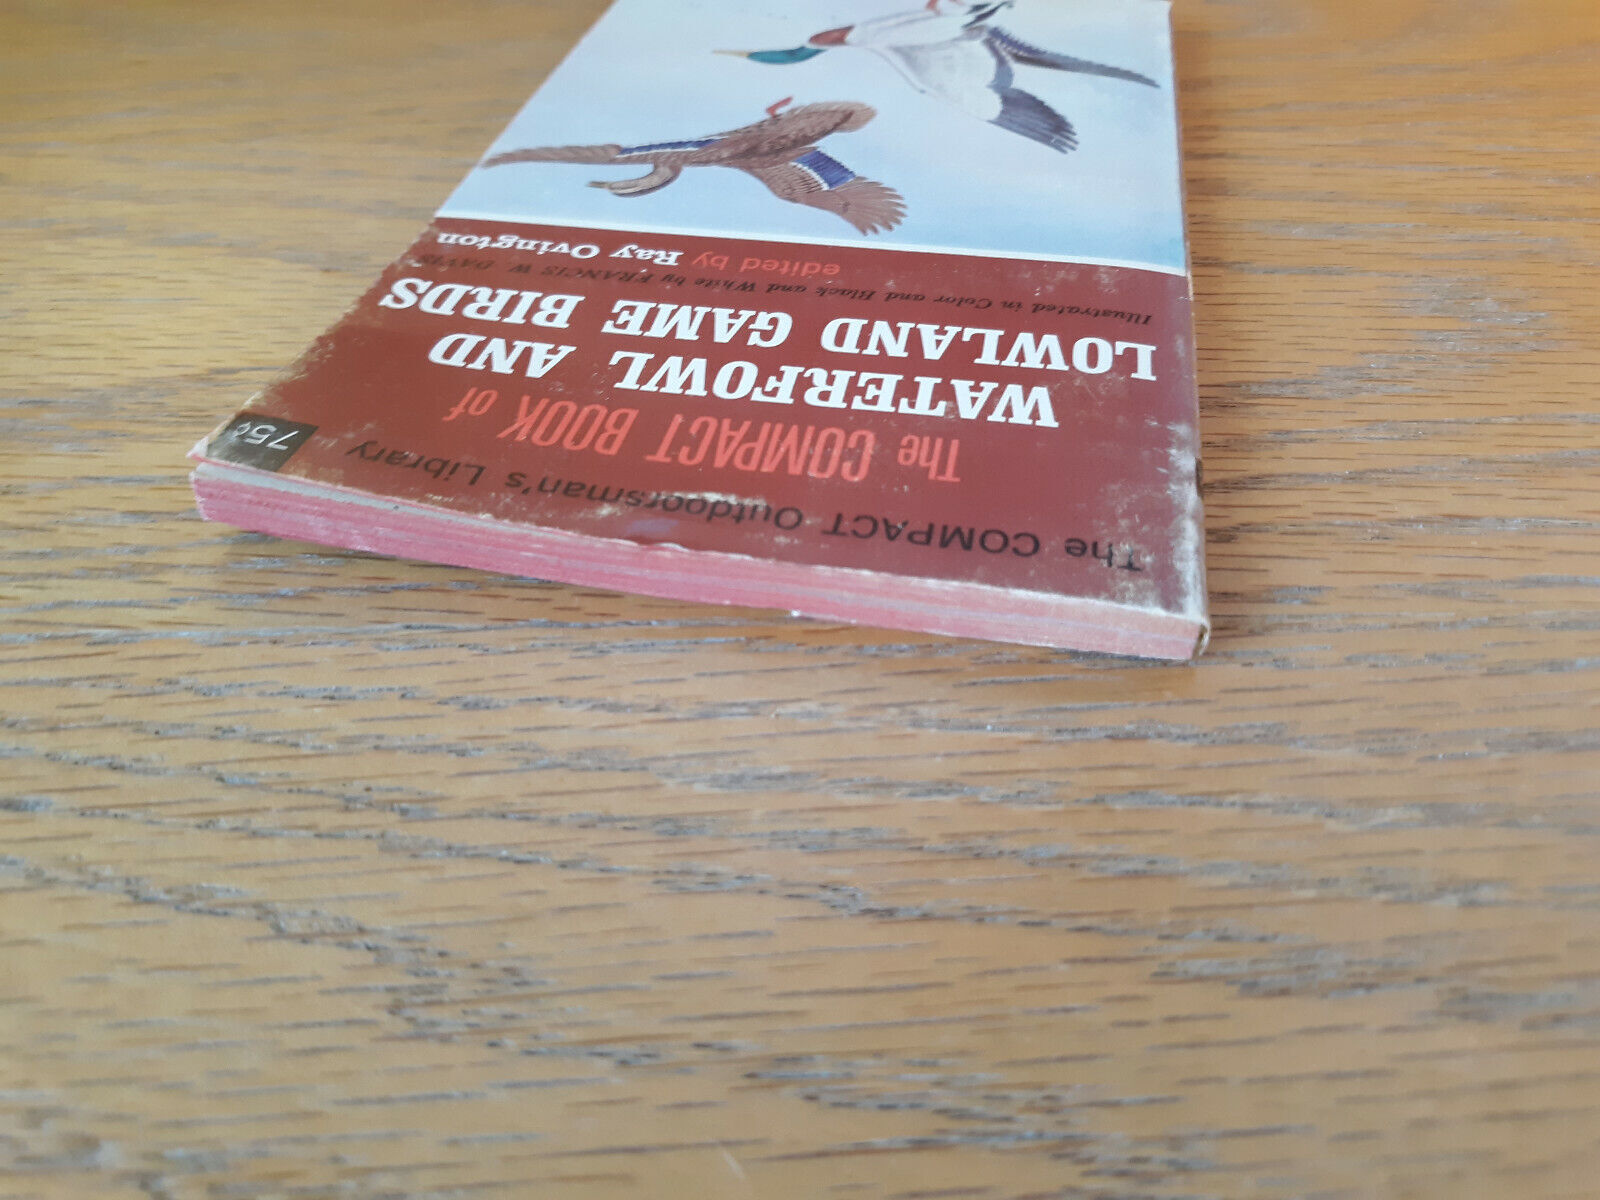 The COMPACT Outdoorsman's Library
75¢
The COMPACT BOOK of
WATERFOWL AND
LOWLAND GAME BIRDS
Illustrated in Color and Black and White by FRANCIS W. DAVIS
edited by Ray Ovington